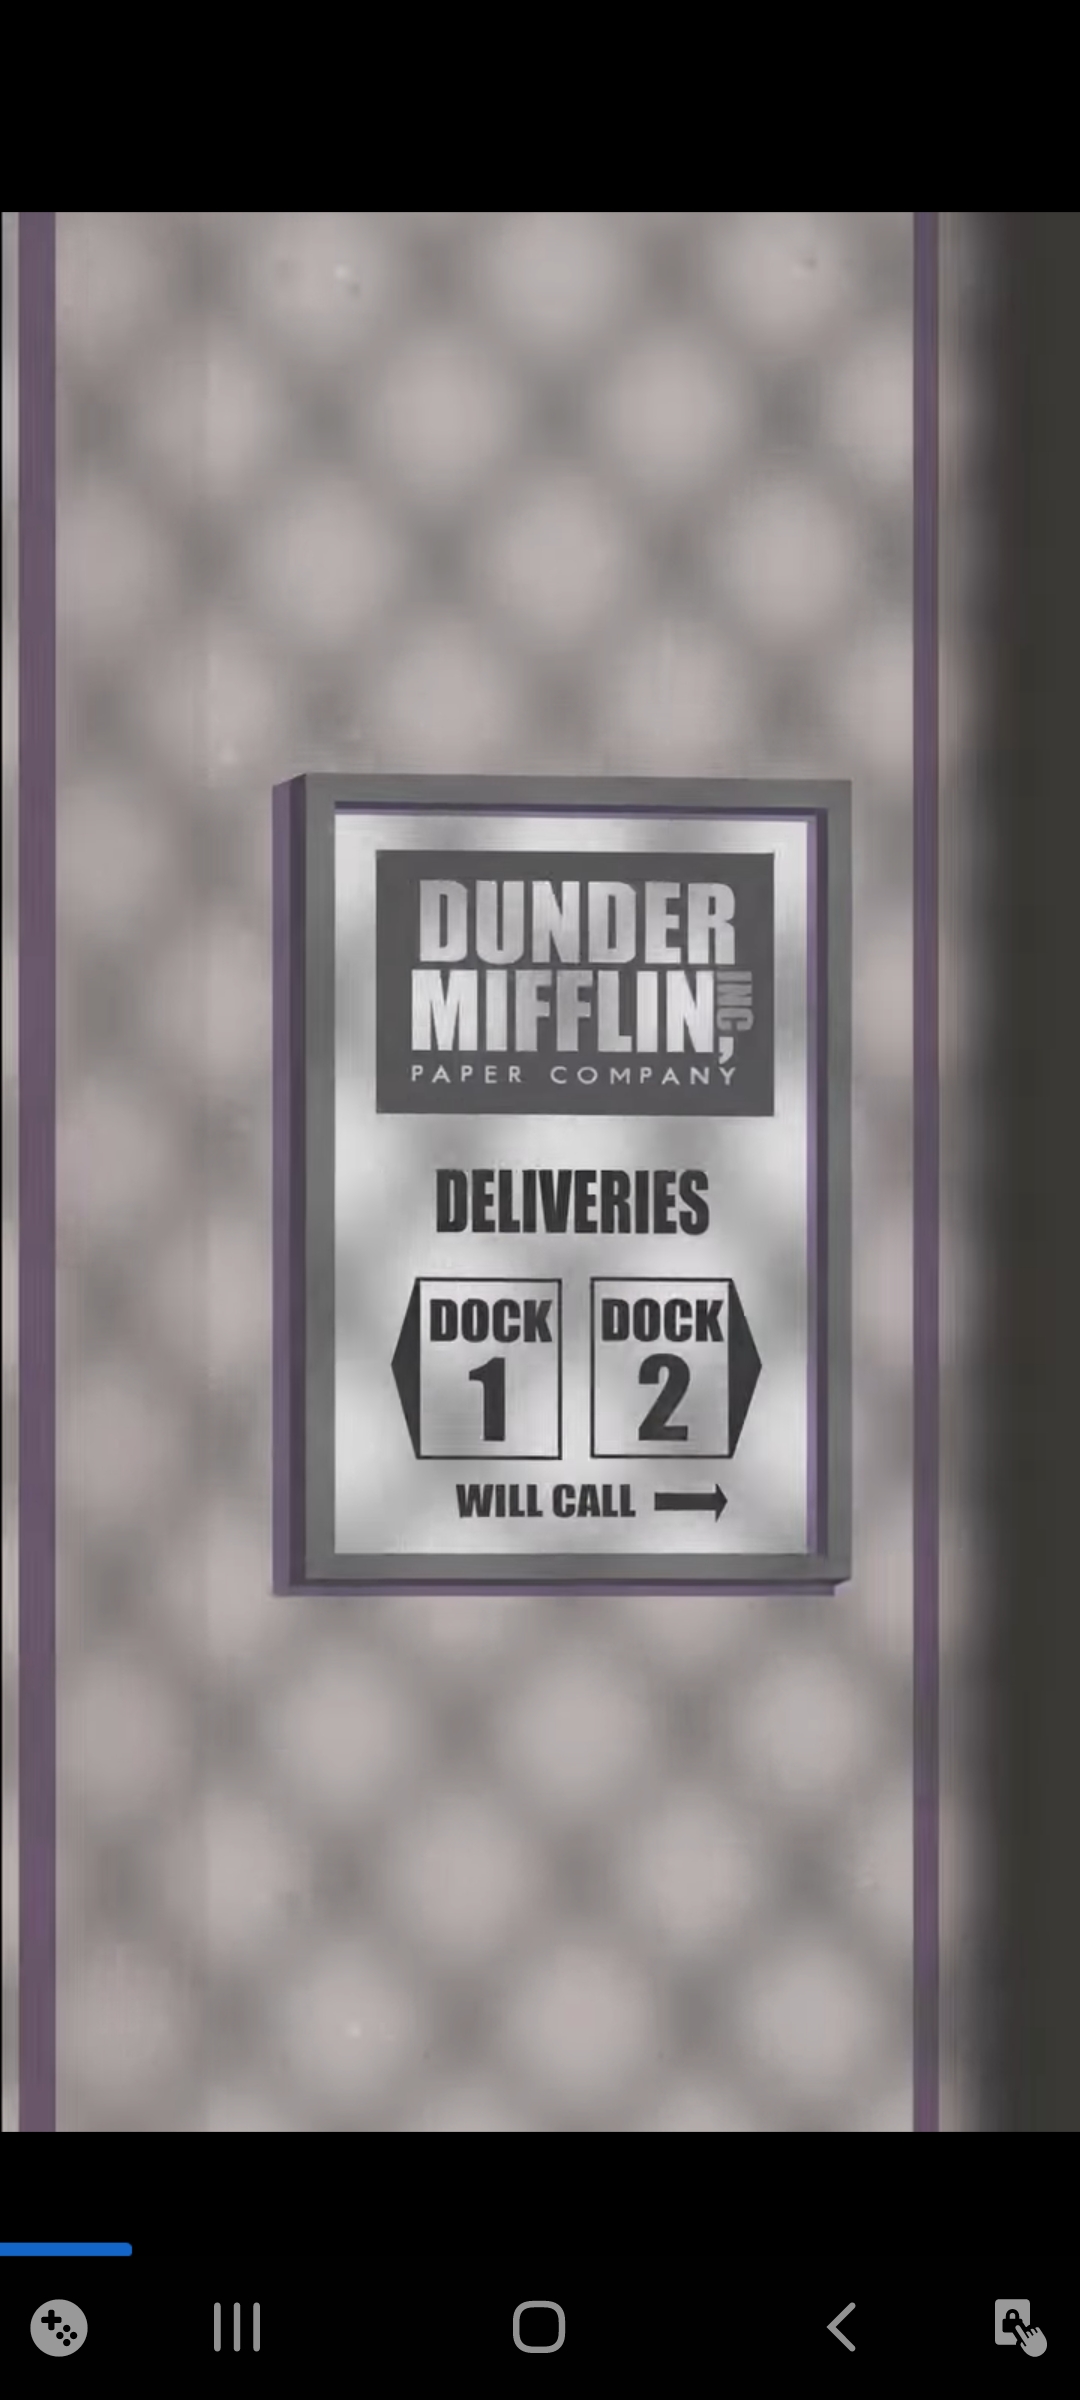 DUNDER
MIFFLIN, INC
PAPER COMPANY
DELIVERIES
DOCK
1
DOCK
2
WILL CALL